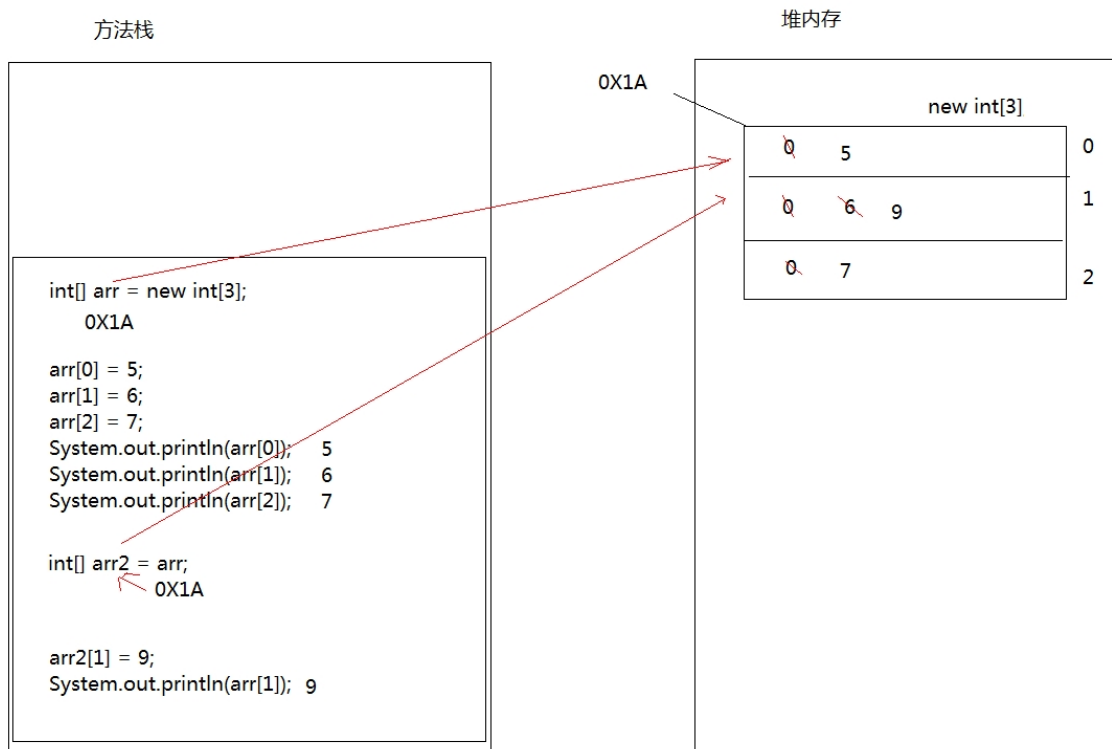 方法栈
堆内存
0X1A
new int[3]
0 5 0
0 6 9 1
0 7 2
int[] arr = new int[3];
0X1A
arr[0] = 5;
arr[1] = 6;
arr[2] = 7;
System.out.println(arr[0]); 5
System.out.println(arr[1]); 6
System.out.println(arr[2]); 7
int[] arr2 = arr;
0X1A
arr2[1] = 9;
System.out.println(arr[1]); 9